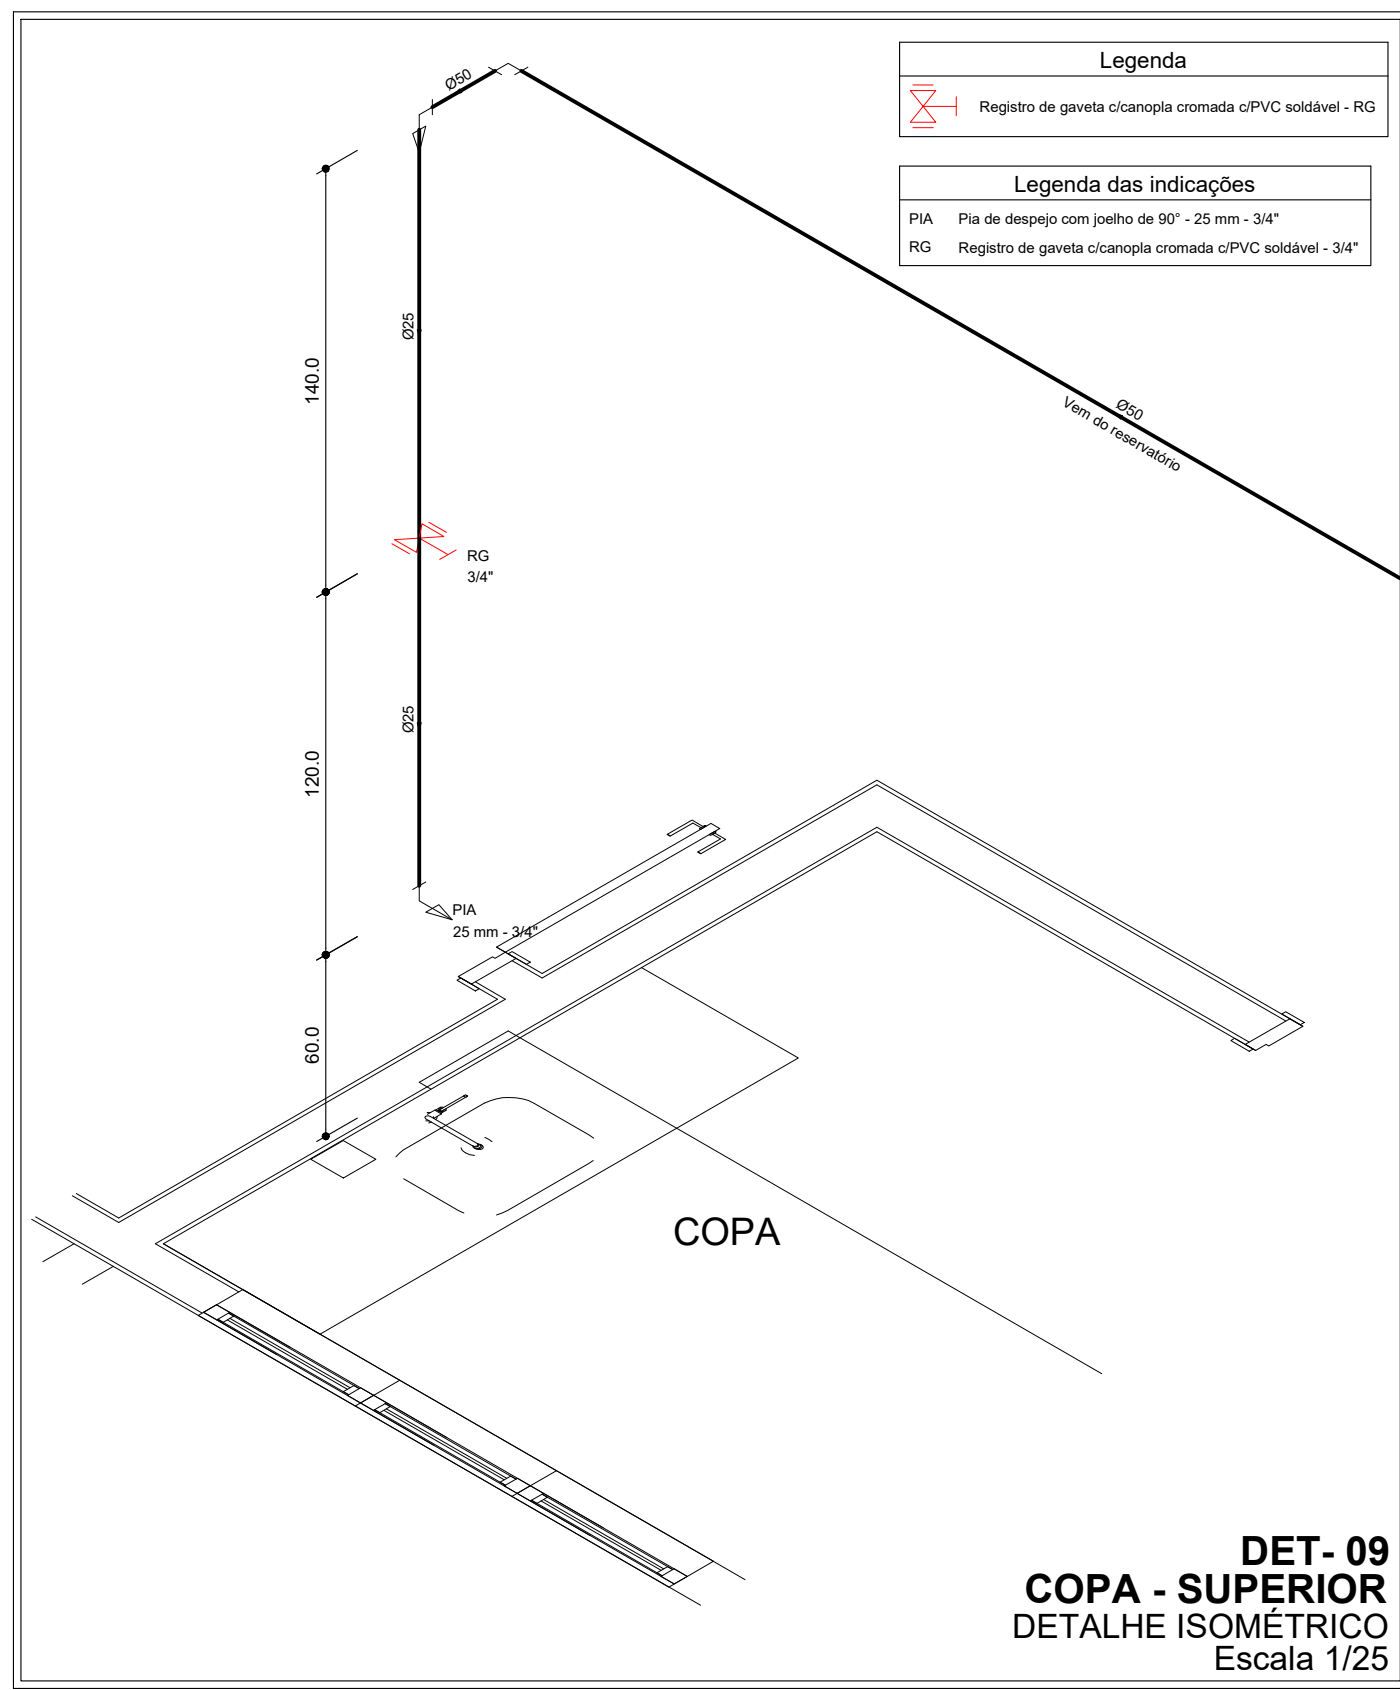 Legenda
Registro de gaveta c/canopla cromada c/PVC soldável - RG
Legenda das indicações
PIA Pia de despejo com joelho de 90° - 25 mm - 3/4"
RG Registro de gaveta c/canopla cromada c/PVC soldável - 3/4"
Ø50
Ø25
140.0
Ø50
Vem do reservatório
RG
3/4"
Ø25
120.0
PIA
25 mm - 3/4"
60.0
COPA
DET- 09
COPA - SUPERIOR
DETALHE ISOMÉTRICO
Escala 1/25